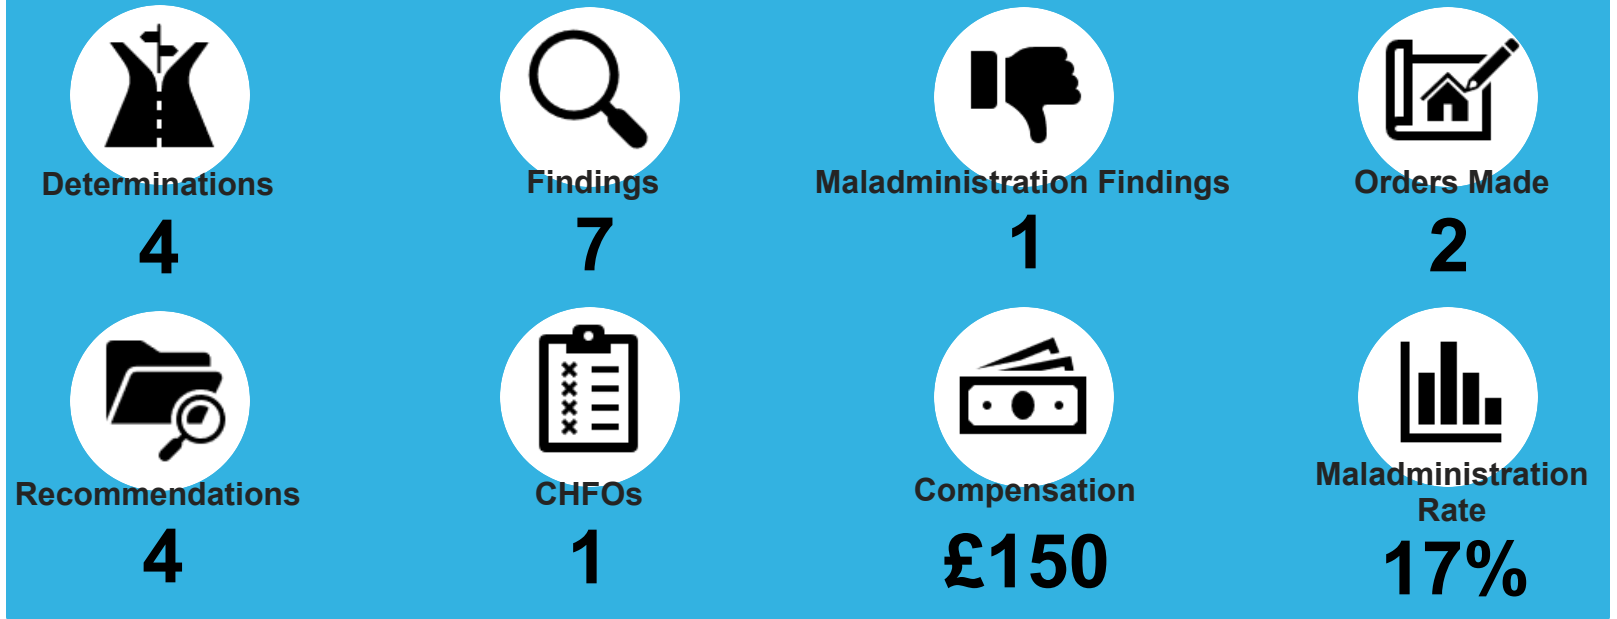 Determinations
4
Findings
7
Maladministration Findings
1
Orders Made
2
Recommendations
4
CHFOs
1
Compensation
£150
Maladministration
Rate
17%